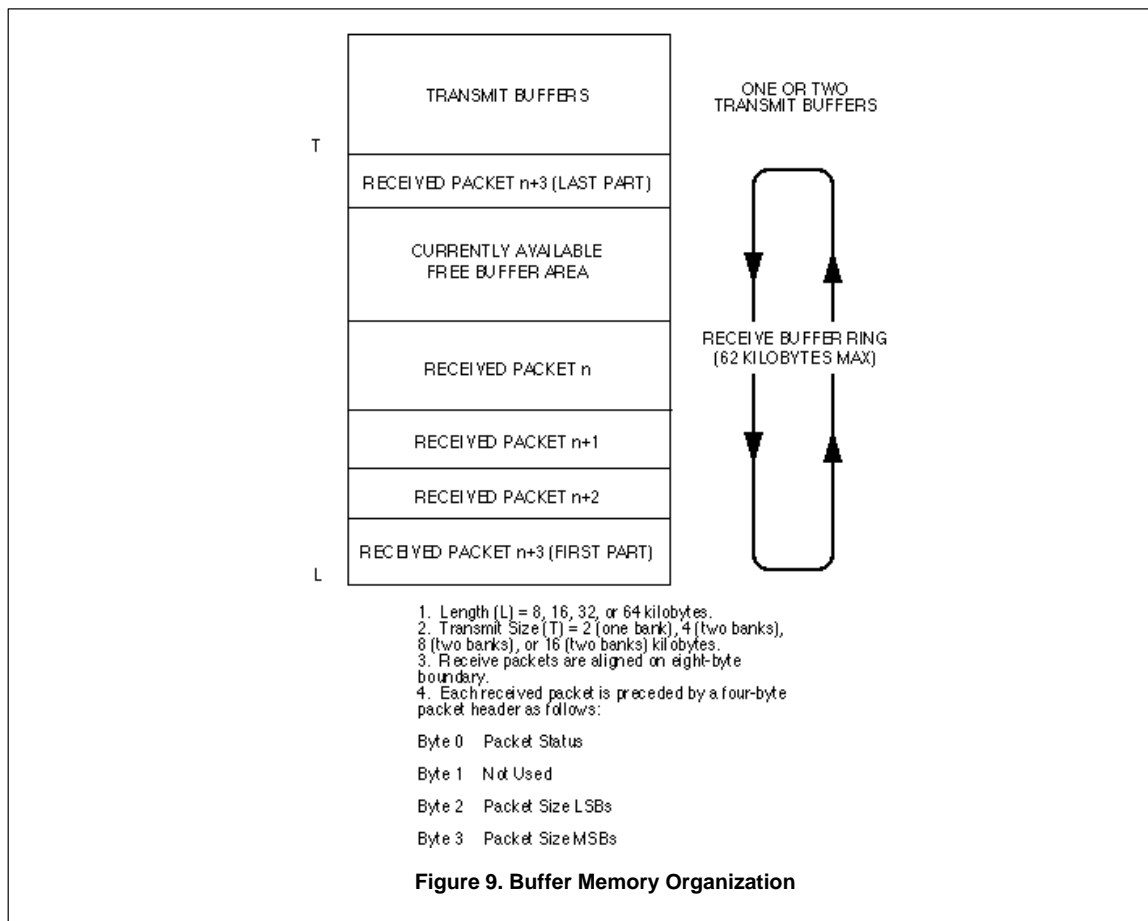 TRANSMIT BUFFERS
ONE OR TWO
TRANSMIT BUFFERS
T
RECEIVED PACKET n+3 (LAST PART)
CURRENTLY AVAILABLE
FREE BUFFER AREA
RECEIVE BUFFER RING
(62 KILOBYTES MAX)
RECEIVED PACKET n
RECEIVED PACKET n+1
RECEIVED PACKET n+2
RECEIVED PACKET n+3 (FIRST PART)
L
1. Length (L) = 8, 16, 32, or 64 kilobytes.
2. Transmit Size (T) = 2 (one bank), 4 (two banks),
8 (two banks), or 16 (two banks) kilobytes.
3. Receive packets are aligned on eight-byte
boundary.
4. Each received packet is preceded by a four-byte
packet header as follows:
Byte 0 Packet Status
Byte 1 Not Used
Byte 2 Packet Size LSBs
Byte 3 Packet Size MSBs
Figure 9. Buffer Memory Organization